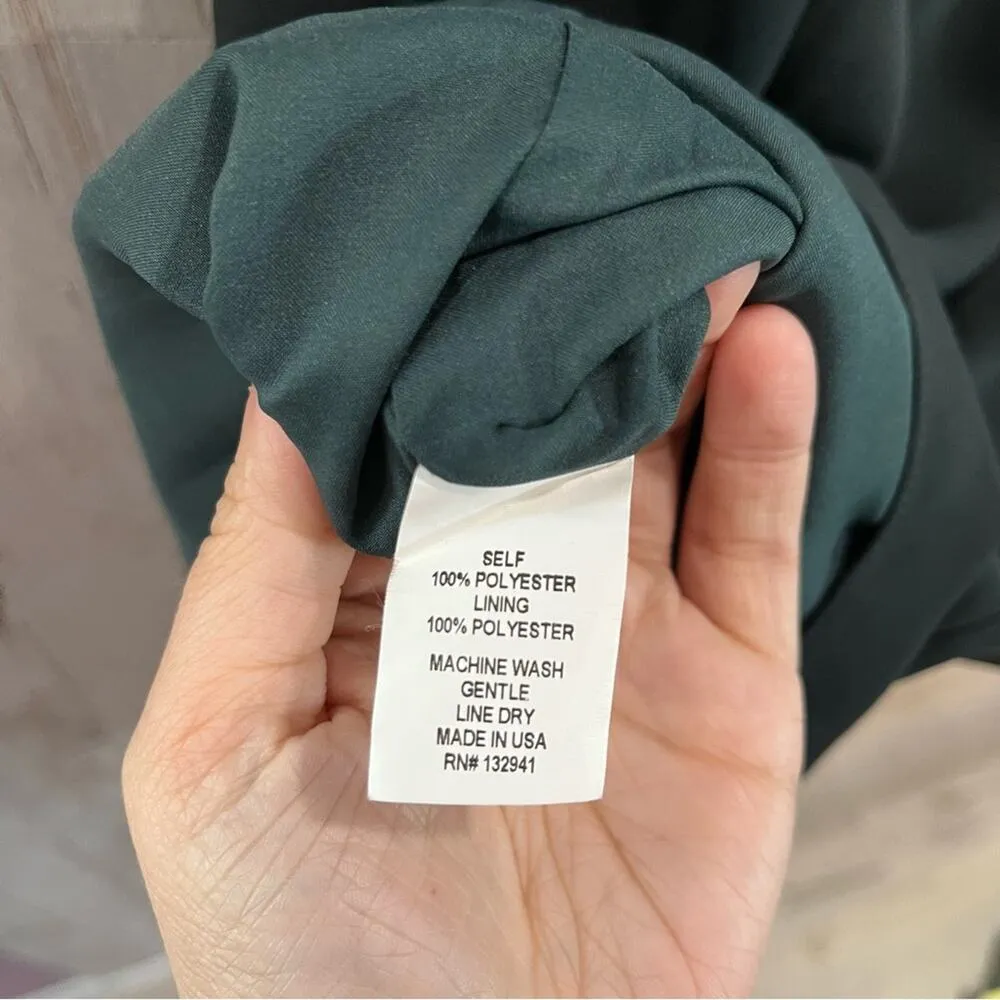 SELF
100% POLYESTER
LINING
100% POLYESTER
MACHINE WASH
GENTLE
LINE DRY
MADE IN USA
RN# 132941